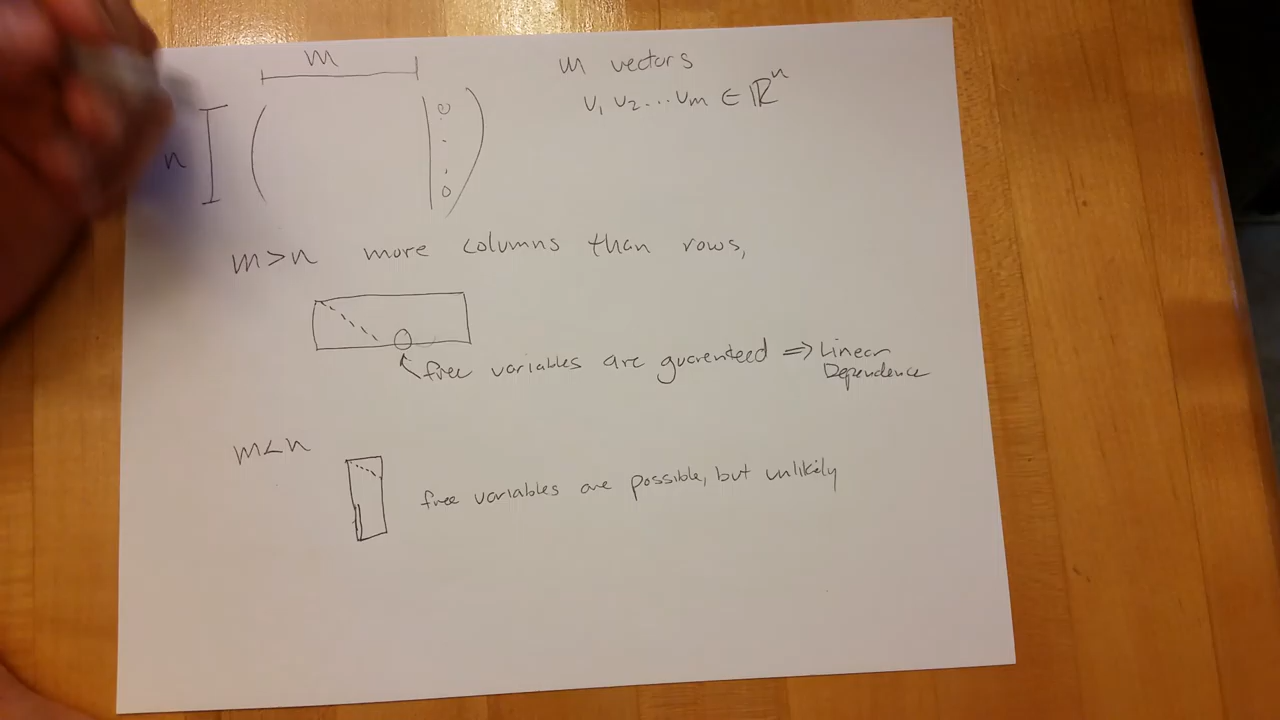 m
m vectors
v₁ v₂ ... vₘ ∈ ℝⁿ
n
0
.
.
0
m>n more columns than rows,
free variables are guarenteed ⇒ Linear
Dependence
m<n
free variables are possible, but unlikely